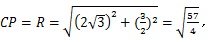 CP = R = √((2√3)² + (3/2)²) = √(57/4),